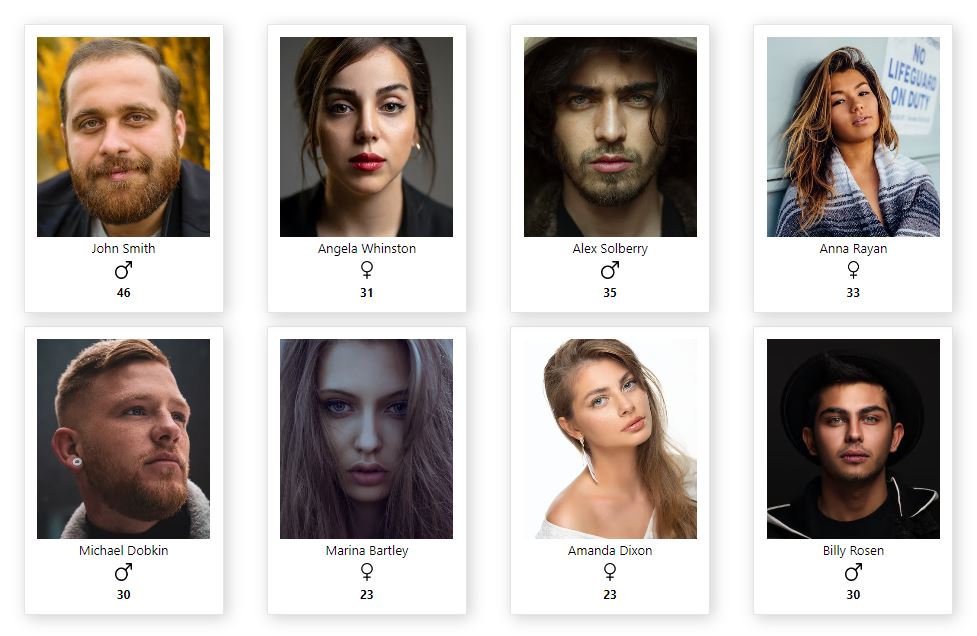 NO
LIFEGUARD
ON DUTY
John Smith
♂
46
Angela Whinston
♀
31
Alex Solberry
♂
35
Anna Rayan
♀
33
Michael Dobkin
♂
30
Marina Bartley
♀
23
Amanda Dixon
♀
23
Billy Rosen
♂
30